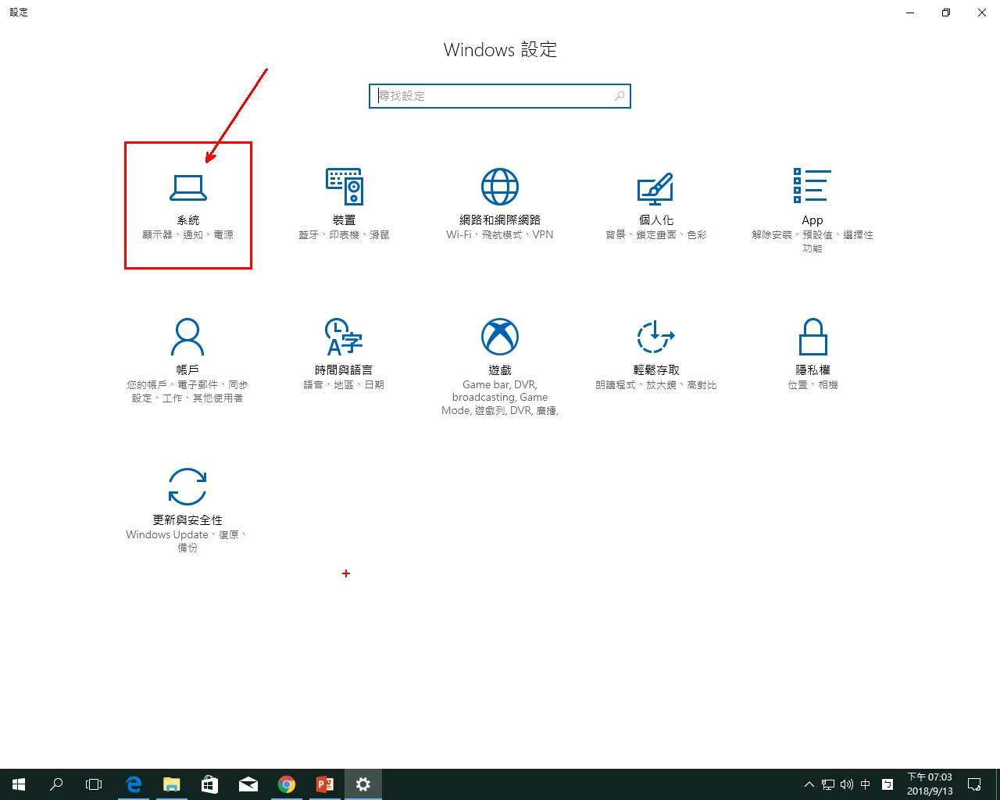 設定
Windows 設定
尋找設定
系統
顯示器、通知、電源
裝置
藍牙、印表機、滑鼠
網路和網際網路
Wi-Fi、飛航模式、VPN
個人化
背景、鎖定畫面、色彩
App
解除安裝、預設值、選擇性
功能
帳戶
您的帳戶、電子郵件、同步
設定、工作、其他使用者
時間與語言
語音、地區、日期
遊戲
Game bar, DVR,
broadcasting, Game
Mode, 遊戲列, DVR, 廣播,
輕鬆存取
朗讀程式、放大鏡、高對比
隱私權
位置、相機
更新與安全性
Windows Update、復原、
備份
中
ㄅ
下午 07:03
2018/9/13